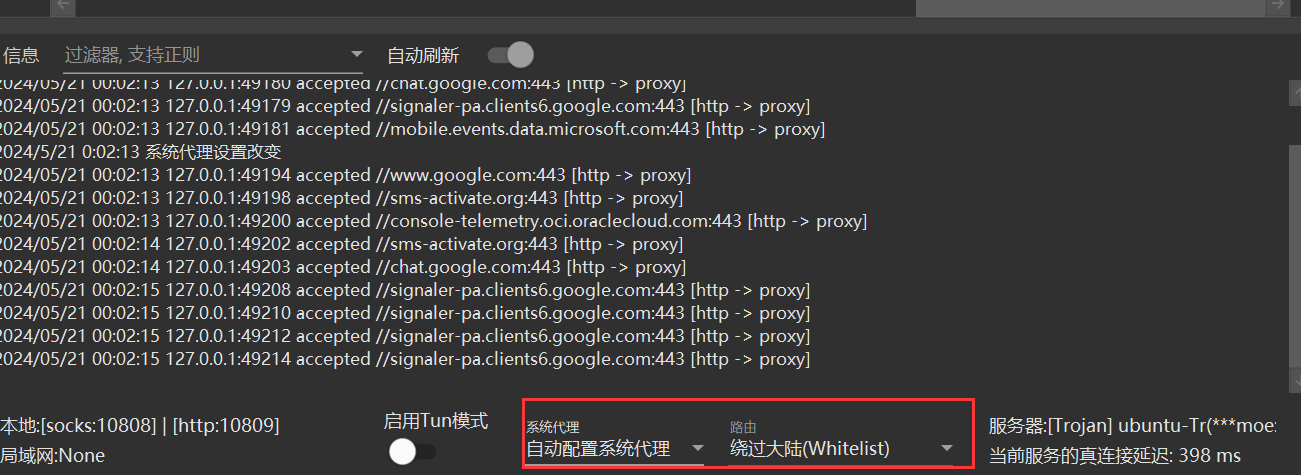 信息 过滤器, 支持正则 自动刷新
2024/05/21 00:02:13 127.0.0.1:49180 accepted //chat.google.com:443 [http -> proxy]
2024/05/21 00:02:13 127.0.0.1:49179 accepted //signaler-pa.clients6.google.com:443 [http -> proxy]
2024/05/21 00:02:13 127.0.0.1:49181 accepted //mobile.events.data.microsoft.com:443 [http -> proxy]
2024/5/21 0:02:13 系统代理设置改变
2024/05/21 00:02:13 127.0.0.1:49194 accepted //www.google.com:443 [http -> proxy]
2024/05/21 00:02:13 127.0.0.1:49198 accepted //sms-activate.org:443 [http -> proxy]
2024/05/21 00:02:13 127.0.0.1:49200 accepted //console-telemetry.oci.oraclecloud.com:443 [http -> proxy]
2024/05/21 00:02:14 127.0.0.1:49202 accepted //sms-activate.org:443 [http -> proxy]
2024/05/21 00:02:14 127.0.0.1:49203 accepted //chat.google.com:443 [http -> proxy]
2024/05/21 00:02:15 127.0.0.1:49208 accepted //signaler-pa.clients6.google.com:443 [http -> proxy]
2024/05/21 00:02:15 127.0.0.1:49210 accepted //signaler-pa.clients6.google.com:443 [http -> proxy]
2024/05/21 00:02:15 127.0.0.1:49212 accepted //signaler-pa.clients6.google.com:443 [http -> proxy]
2024/05/21 00:02:15 127.0.0.1:49214 accepted //signaler-pa.clients6.google.com:443 [http -> proxy]
本地:[socks:10808] | [http:10809]
局域网:None
启用Tun模式
系统代理
自动配置系统代理
路由
绕过大陆(Whitelist)
服务器:[Trojan] ubuntu-Tr(***moe:
当前服务的真连接延迟: 398 ms